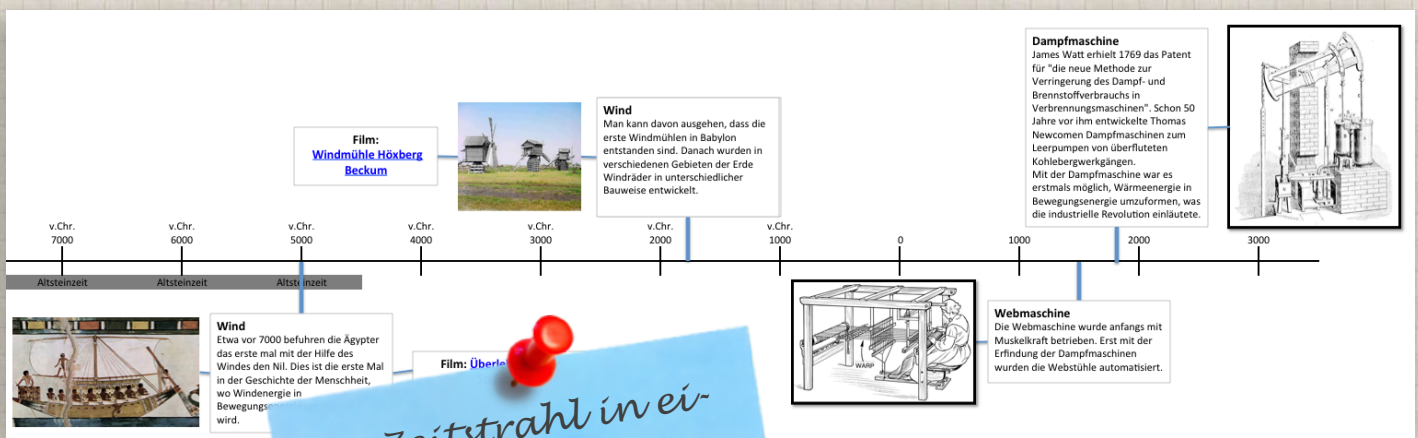 Dampfmaschine
James Watt erhielt 1769 das Patent
für "die neue Methode zur
Verringerung des Dampf- und
Brennstoffverbrauchs in
Verbrennungsmaschinen". Schon 50
Jahre vor ihm entwickelte Thomas
Newcomen Dampfmaschinen zum
Leerpumpen von überfluteten
Kohlebergwerkgängen.
Mit der Dampfmaschine war es
erstmals möglich, Wärmeenergie in
Bewegungsenergie umzuformen, was
die industrielle Revolution einläutete.
Film:
Windmühle Höxberg
Beckum
Wind
Man kann davon ausgehen, dass die
erste Windmühlen in Babylon
entstanden sind. Danach wurden in
verschiedenen Gebieten der Erde
Windräder in unterschiedlicher
Bauweise entwickelt.
v.Chr. v.Chr. v.Chr. v.Chr. v.Chr. v.Chr. v.Chr.
7000 6000 5000 4000 3000 2000 1000 0 1000 2000 3000
Altsteinzeit Altsteinzeit Altsteinzeit
Wind
Etwa vor 7000 befuhren die Ägypter
das erste mal mit der Hilfe des
Windes den Nil. Dies ist die erste Mal
in der Geschichte der Menschheit,
wo Windenergie in
wird.
Film:
WARP
Webmaschine
Die Webmaschine wurde anfangs mit
Muskelkraft betrieben. Erst mit der
Erfindung der Dampfmaschinen
wurden die Webstühle automatisiert.
Zeitstrahl in ei-